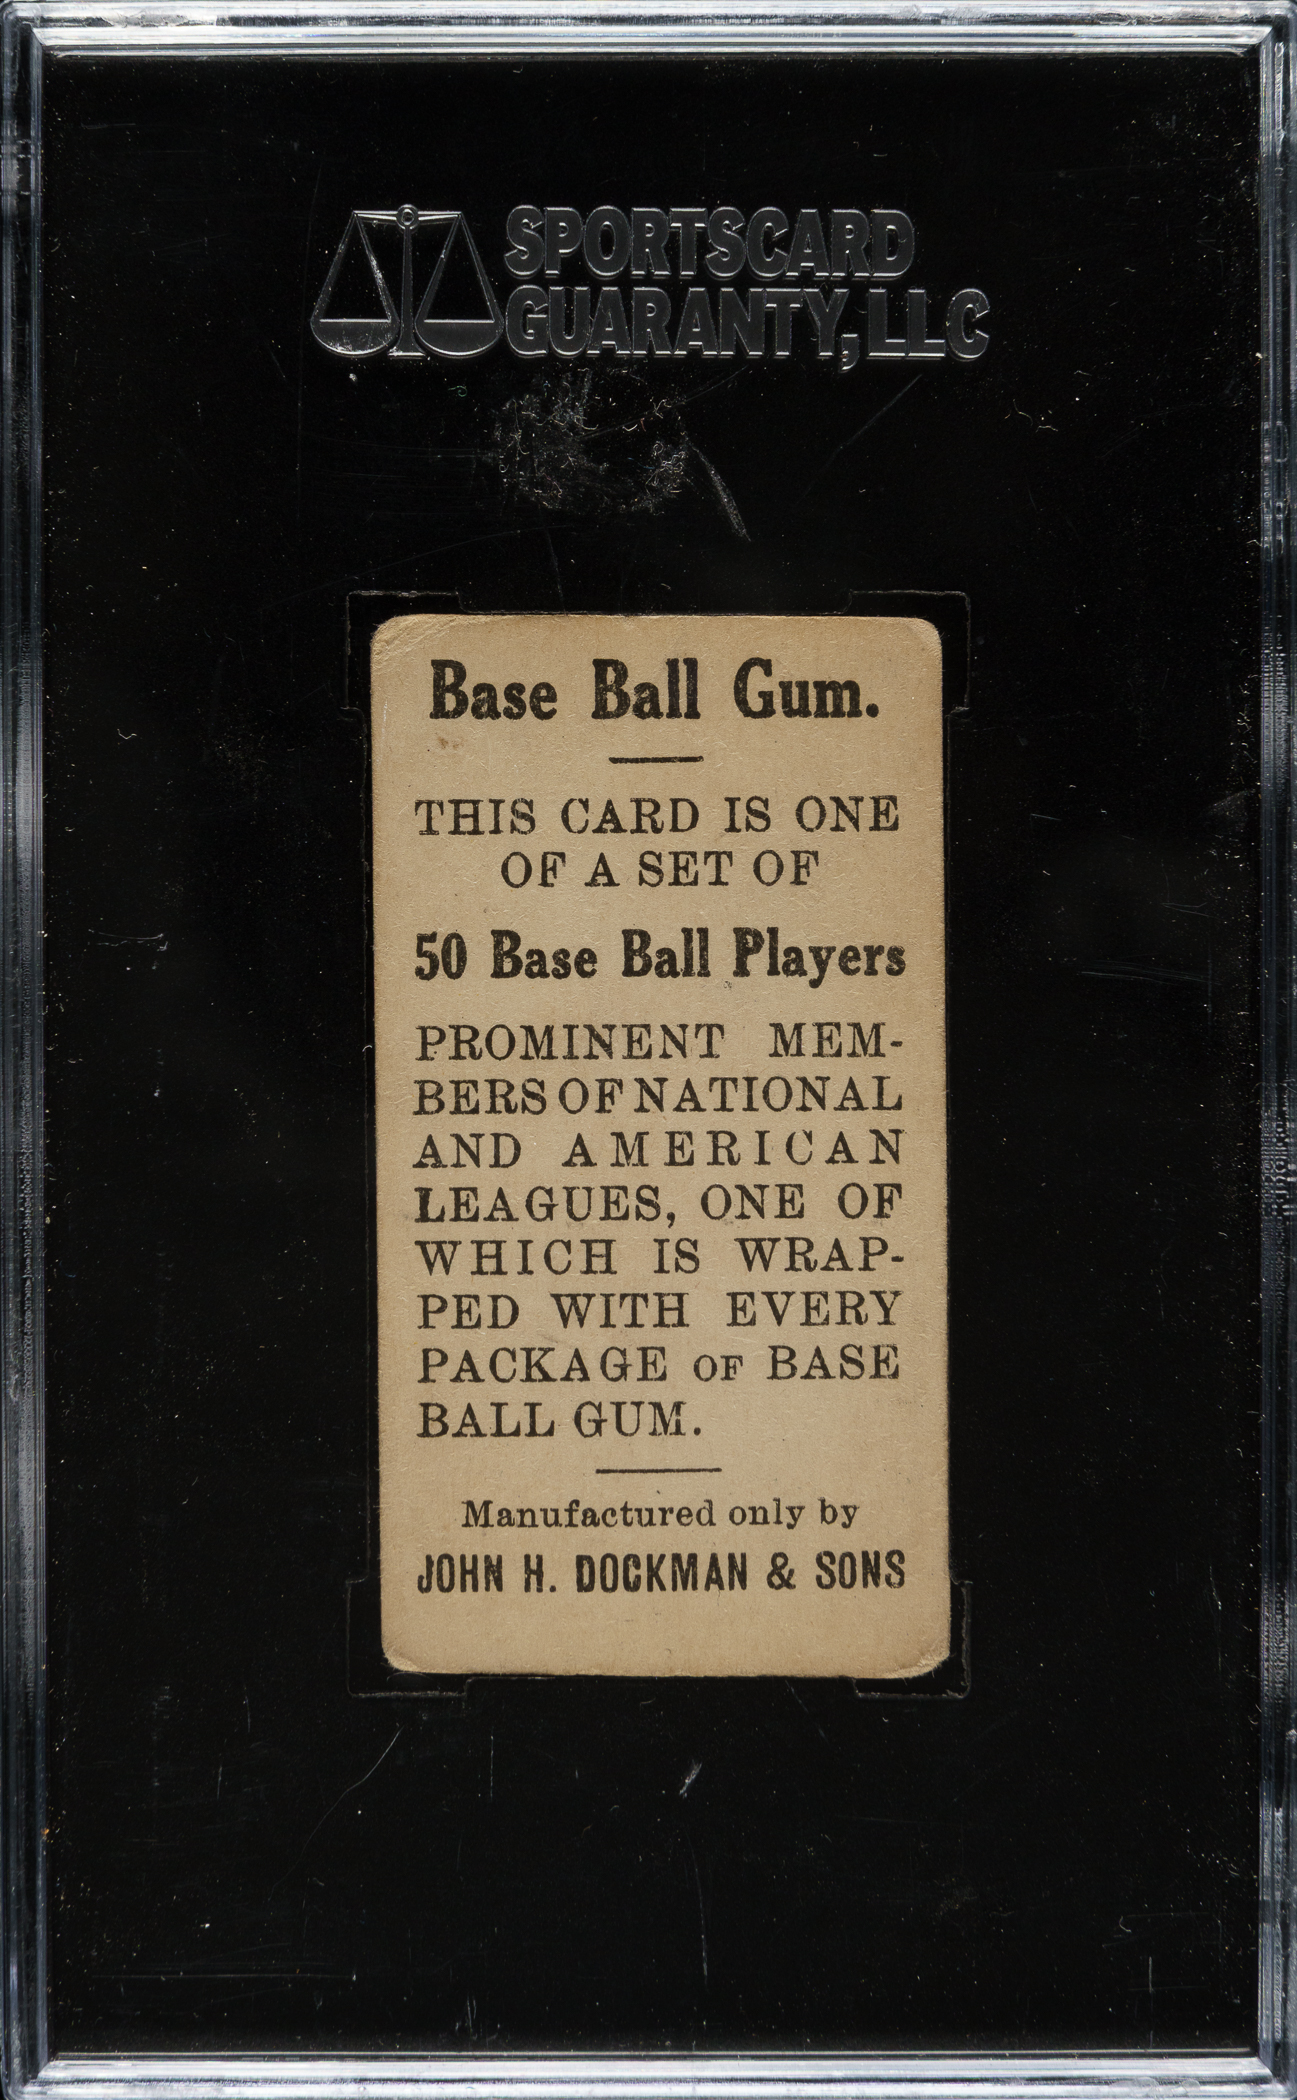 SPORTSCARD
GUARANTY, LLC
Base Ball Gum.
THIS CARD IS ONE
OF A SET OF
50 Base Ball Players
PROMINENT MEM-
BERS OF NATIONAL
AND AMERICAN
LEAGUES, ONE OF
WHICH IS WRAP-
PED WITH EVERY
PACKAGE OF BASE
BALL GUM.
Manufactured only by
JOHN H. DOCKMAN & SONS